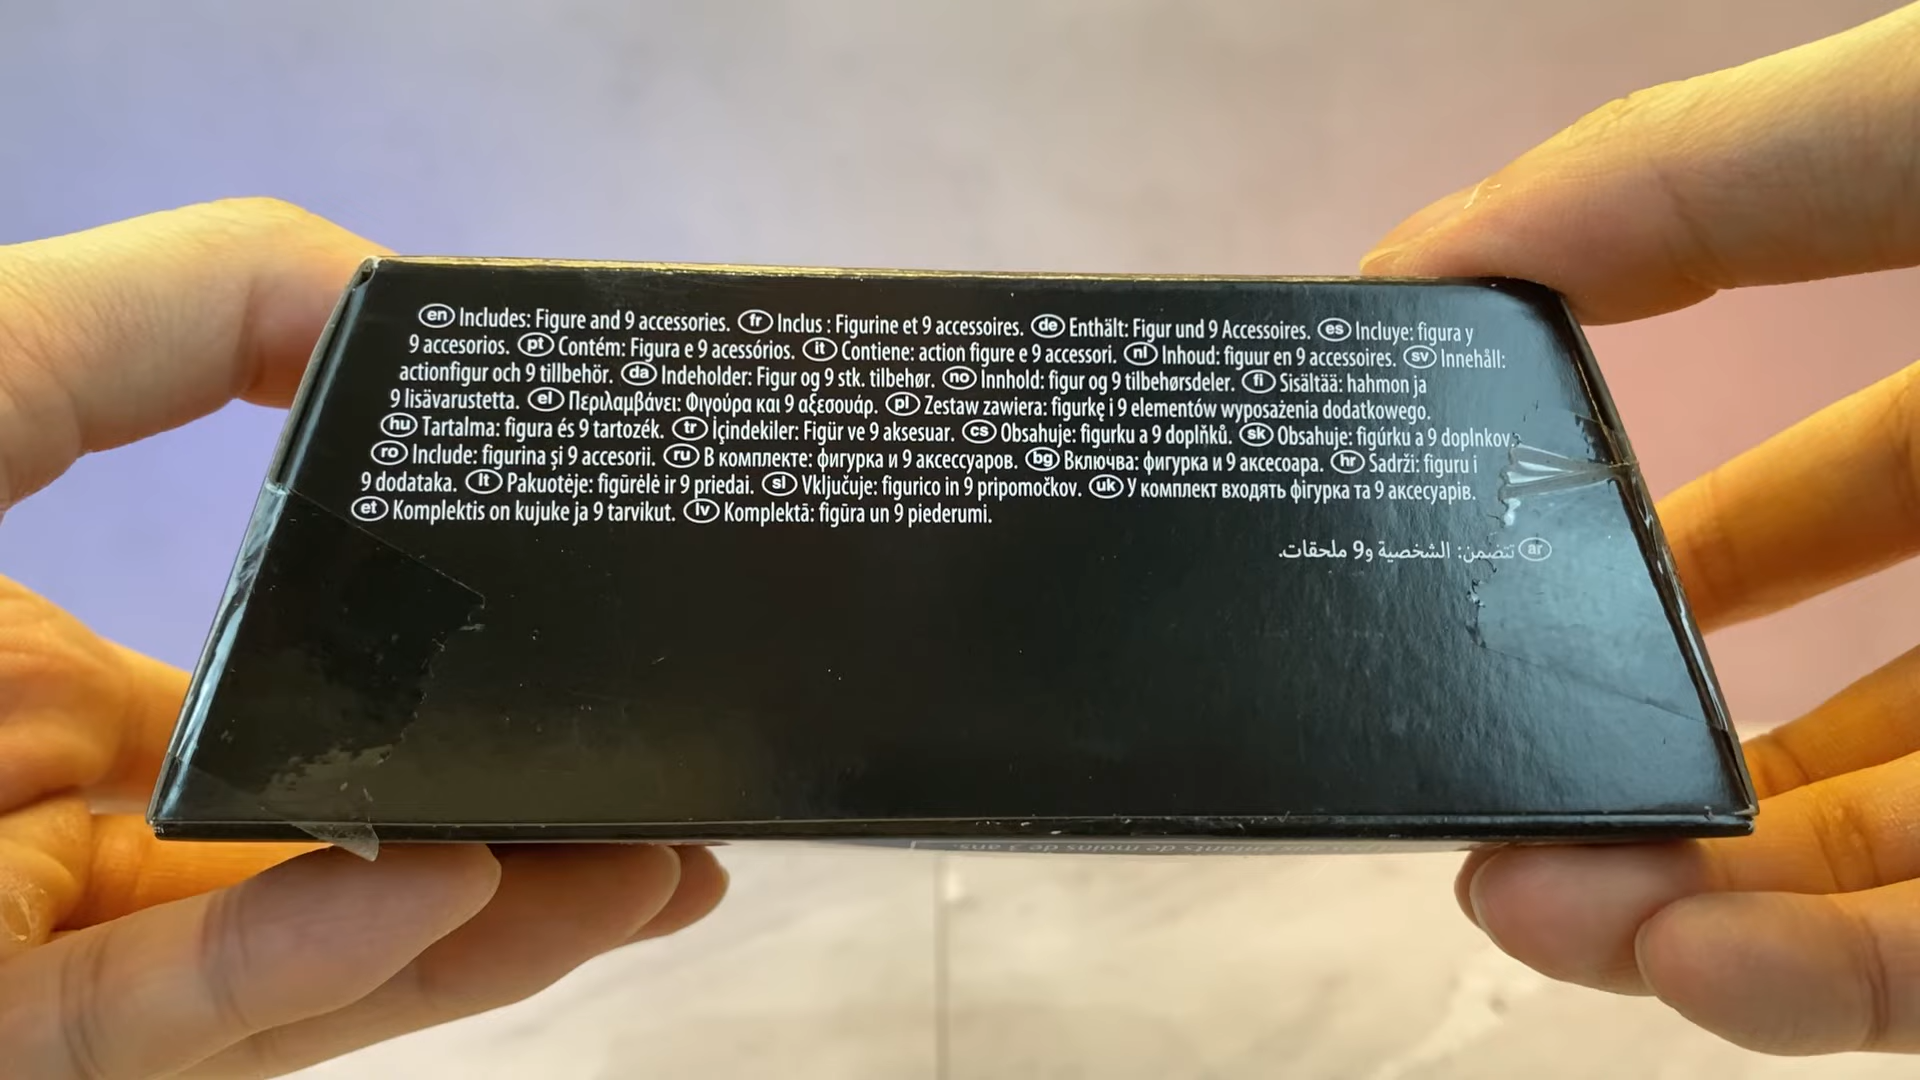 en Includes: Figure and 9 accessories. fr Inclus : Figurine et 9 accessoires. de Enthält: Figur und 9 Accessoires. es Incluye: figura y
9 accesorios. pt Contém: Figura e 9 acessórios. it Contiene: action figure e 9 accessori. nl Inhoud: figuur en 9 accessoires. sv Innehåll:
actionfigur och 9 tillbehör. da Indeholder: Figur og 9 stk. tilbehør. no Innhold: figur og 9 tilbehørsdeler. fi Sisältää: hahmon ja
9 lisävarustetta. el Περιλαμβάνει: Φιγούρα και 9 αξεσουάρ. pl Zestaw zawiera: figurkę i 9 elementów wyposażenia dodatkowego.
hu Tartalma: figura és 9 tartozék. tr İçindekiler: Figür ve 9 aksesuar. cs Obsahuje: figurku a 9 doplňků. sk Obsahuje: figúrku a 9 doplnkov.
ro Include: figurina și 9 accesorii. ru В комплекте: фигурка и 9 аксессуаров. bg Включва: фигурка и 9 аксесоара. hr Sadrži: figuru i
9 dodataka. lt Pakuotėje: figūrėlė ir 9 priedai. sl Vključuje: figurico in 9 pripomočkov. uk У комплект входять фігурка та 9 аксесуарів.
et Komplektis on kujuke ja 9 tarvikut. lv Komplektā: figūra un 9 piederumi.
ar تتضمن: الشخصية و9 ملحقات.
aux enfants de moins de 3 ans.